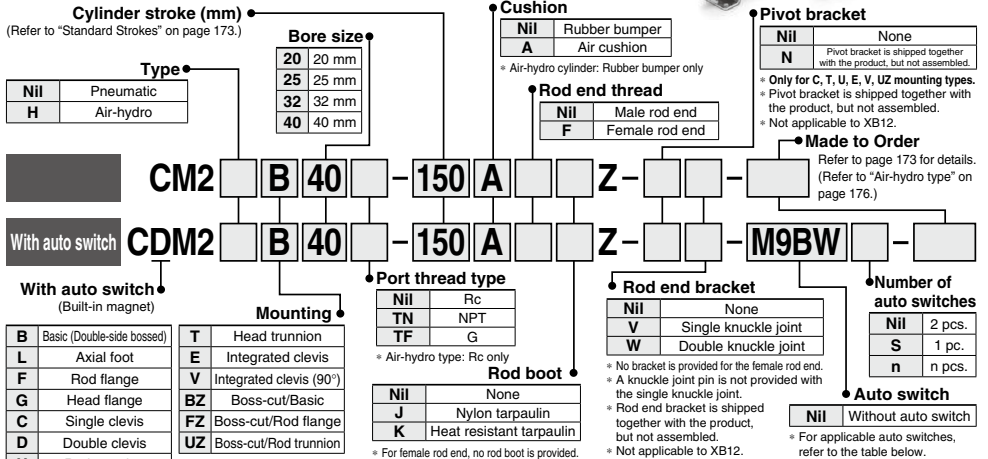 Cylinder stroke (mm)
(Refer to “Standard Strokes” on page 173.)
Type
Nil Pneumatic
H Air-hydro
Bore size
20 20 mm
25 25 mm
32 32 mm
40 40 mm
Cushion
Nil Rubber bumper
A Air cushion
∗ Air-hydro cylinder: Rubber bumper only
Rod end thread
Nil Male rod end
F Female rod end
Pivot bracket
Nil None
N Pivot bracket is shipped together
with the product, but not assembled.
∗ Only for C, T, U, E, V, UZ mounting types.
∗ Pivot bracket is shipped together with
the product, but not assembled.
∗ Not applicable to XB12.
Made to Order
Refer to page 173 for details.
(Refer to “Air-hydro type” on
page 176.)
CM2 B 40 – 150 A Z – –
With auto switch CDM2 B 40 – 150 A Z – – M9BW –
With auto switch
(Built-in magnet)
Mounting
B Basic (Double-side bossed)
L Axial foot
F Rod flange
G Head flange
C Single clevis
D Double clevis
T Head trunnion
E Integrated clevis
V Integrated clevis (90°)
BZ Boss-cut/Basic
FZ Boss-cut/Rod flange
UZ Boss-cut/Rod trunnion
Port thread type
Nil Rc
TN NPT
TF G
∗ Air-hydro type: Rc only
Rod boot
Nil None
J Nylon tarpaulin
K Heat resistant tarpaulin
∗ For female rod end, no rod boot is provided.
Rod end bracket
Nil None
V Single knuckle joint
W Double knuckle joint
∗ No bracket is provided for the female rod end.
∗ A knuckle joint pin is not provided with
the single knuckle joint.
∗ Rod end bracket is shipped
together with the product,
but not assembled.
∗ Not applicable to XB12.
Number of
auto switches
Nil 2 pcs.
S 1 pc.
n n pcs.
Auto switch
Nil Without auto switch
∗ For applicable auto switches,
refer to the table below.